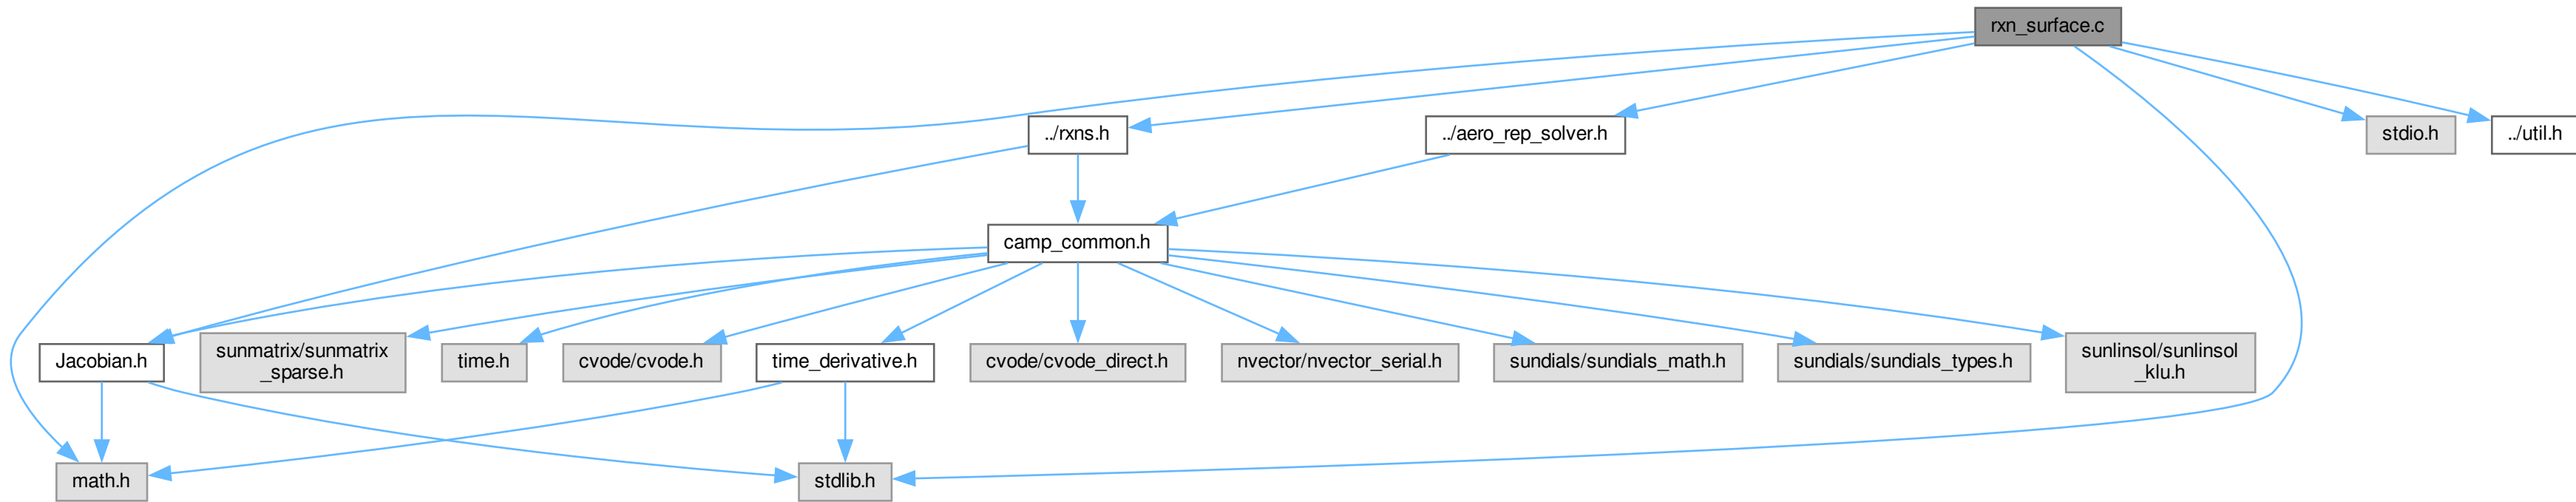 rxn_surface.c
../rxns.h
../aero_rep_solver.h
stdio.h
../util.h
camp_common.h
Jacobian.h
sunmatrix/sunmatrix
_sparse.h
time.h
cvode/cvode.h
time_derivative.h
cvode/cvode_direct.h
nvector/nvector_serial.h
sundials/sundials_math.h
sundials/sundials_types.h
sunlinsol/sunlinsol
_klu.h
math.h
stdlib.h